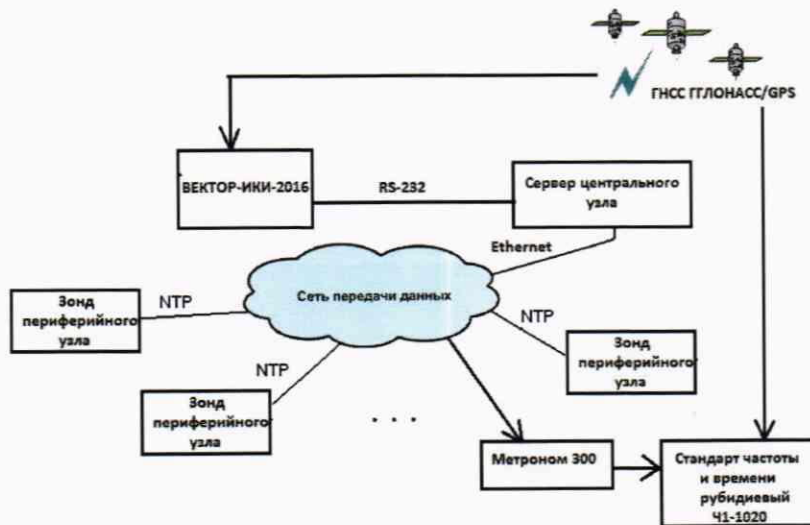 ГНСС ГГЛОНАСС/GPS
ВЕКТОР-ИКИ-2016
RS-232
Сервер центрального
узла
Ethernet
Сеть передачи данных
Зонд
периферийного
узла
NTP
NTP
Зонд
периферийного
узла
NTP
Зонд
периферийного
узла
. . .
Метроном 300
Стандарт частоты
и времени
рубидиевый
Ч1-1020